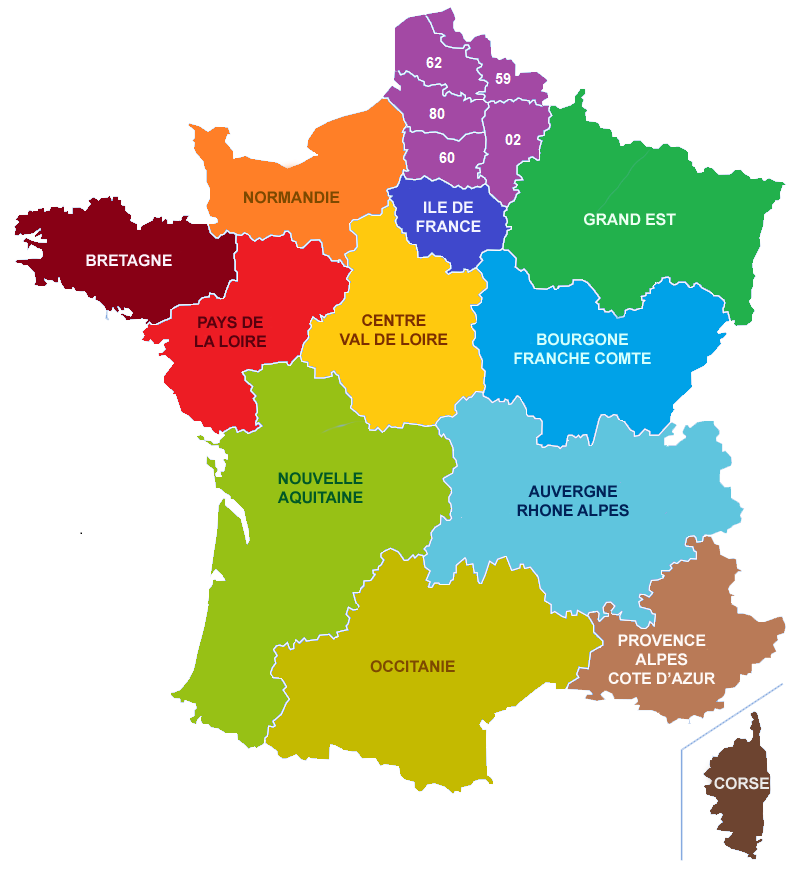 62
59
80
02
60
NORMANDIE
ILE DE
FRANCE
GRAND EST
BRETAGNE
PAYS DE
LA LOIRE
CENTRE
VAL DE LOIRE
BOURGONE
FRANCHE COMTE
NOUVELLE
AQUITAINE
AUVERGNE
RHONE ALPES
OCCITANIE
PROVENCE
ALPES
COTE D'AZUR
CORSE